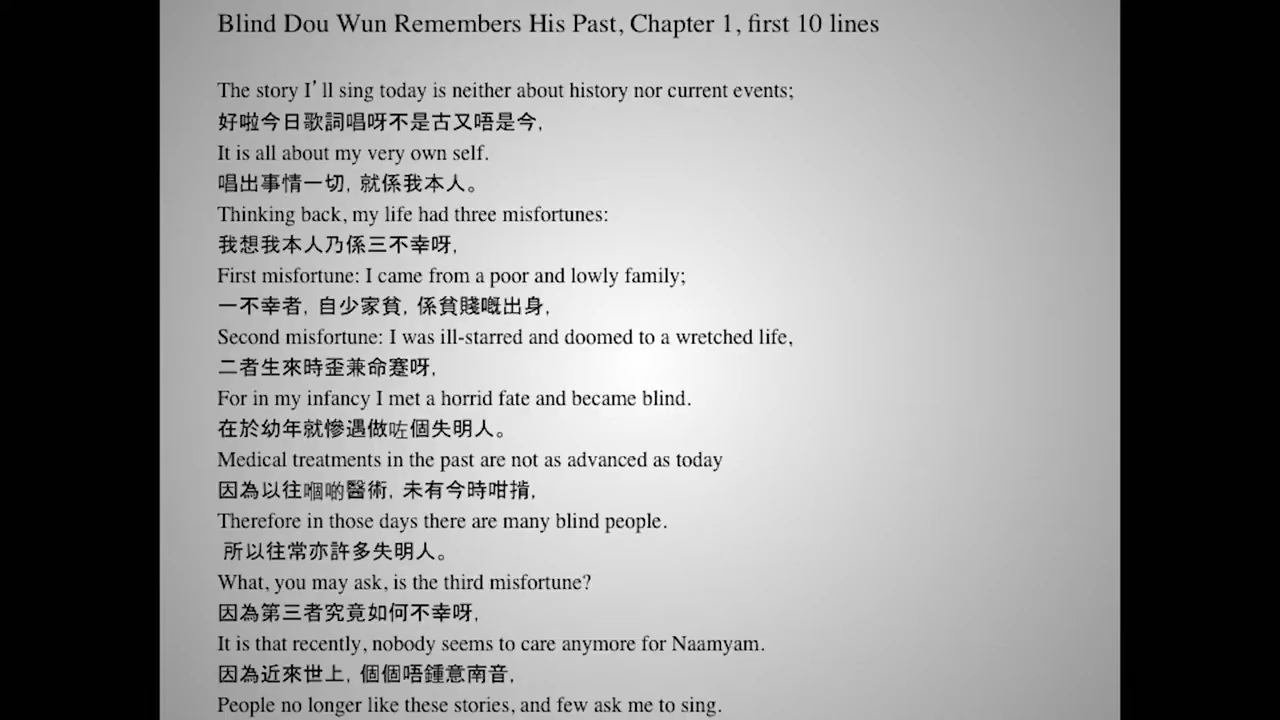 Blind Dou Wun Remembers His Past, Chapter 1, first 10 lines
The story I’ll sing today is neither about history nor current events;
好啦今日歌詞唱呀不是古又唔是今,
It is all about my very own self.
唱出事情一切, 就係我本人。
Thinking back, my life had three misfortunes:
我想我本人乃係三不幸呀,
First misfortune: I came from a poor and lowly family;
一不幸者, 自少家貧, 係貧賤嘅出身,
Second misfortune: I was ill-starred and doomed to a wretched life,
二者生來時歪兼命蹇呀,
For in my infancy I met a horrid fate and became blind.
在於幼年就慘遇做咗個失明人。
Medical treatments in the past are not as advanced as today
因為以往嗰啲醫術, 未有今時咁揹,
Therefore in those days there are many blind people.
所以往常亦許多失明人。
What, you may ask, is the third misfortune?
因為第三者究竟如何不幸呀,
It is that recently, nobody seems to care anymore for Naamyam.
因為近來世上, 個個唔鍾意南音,
People no longer like these stories, and few ask me to sing.